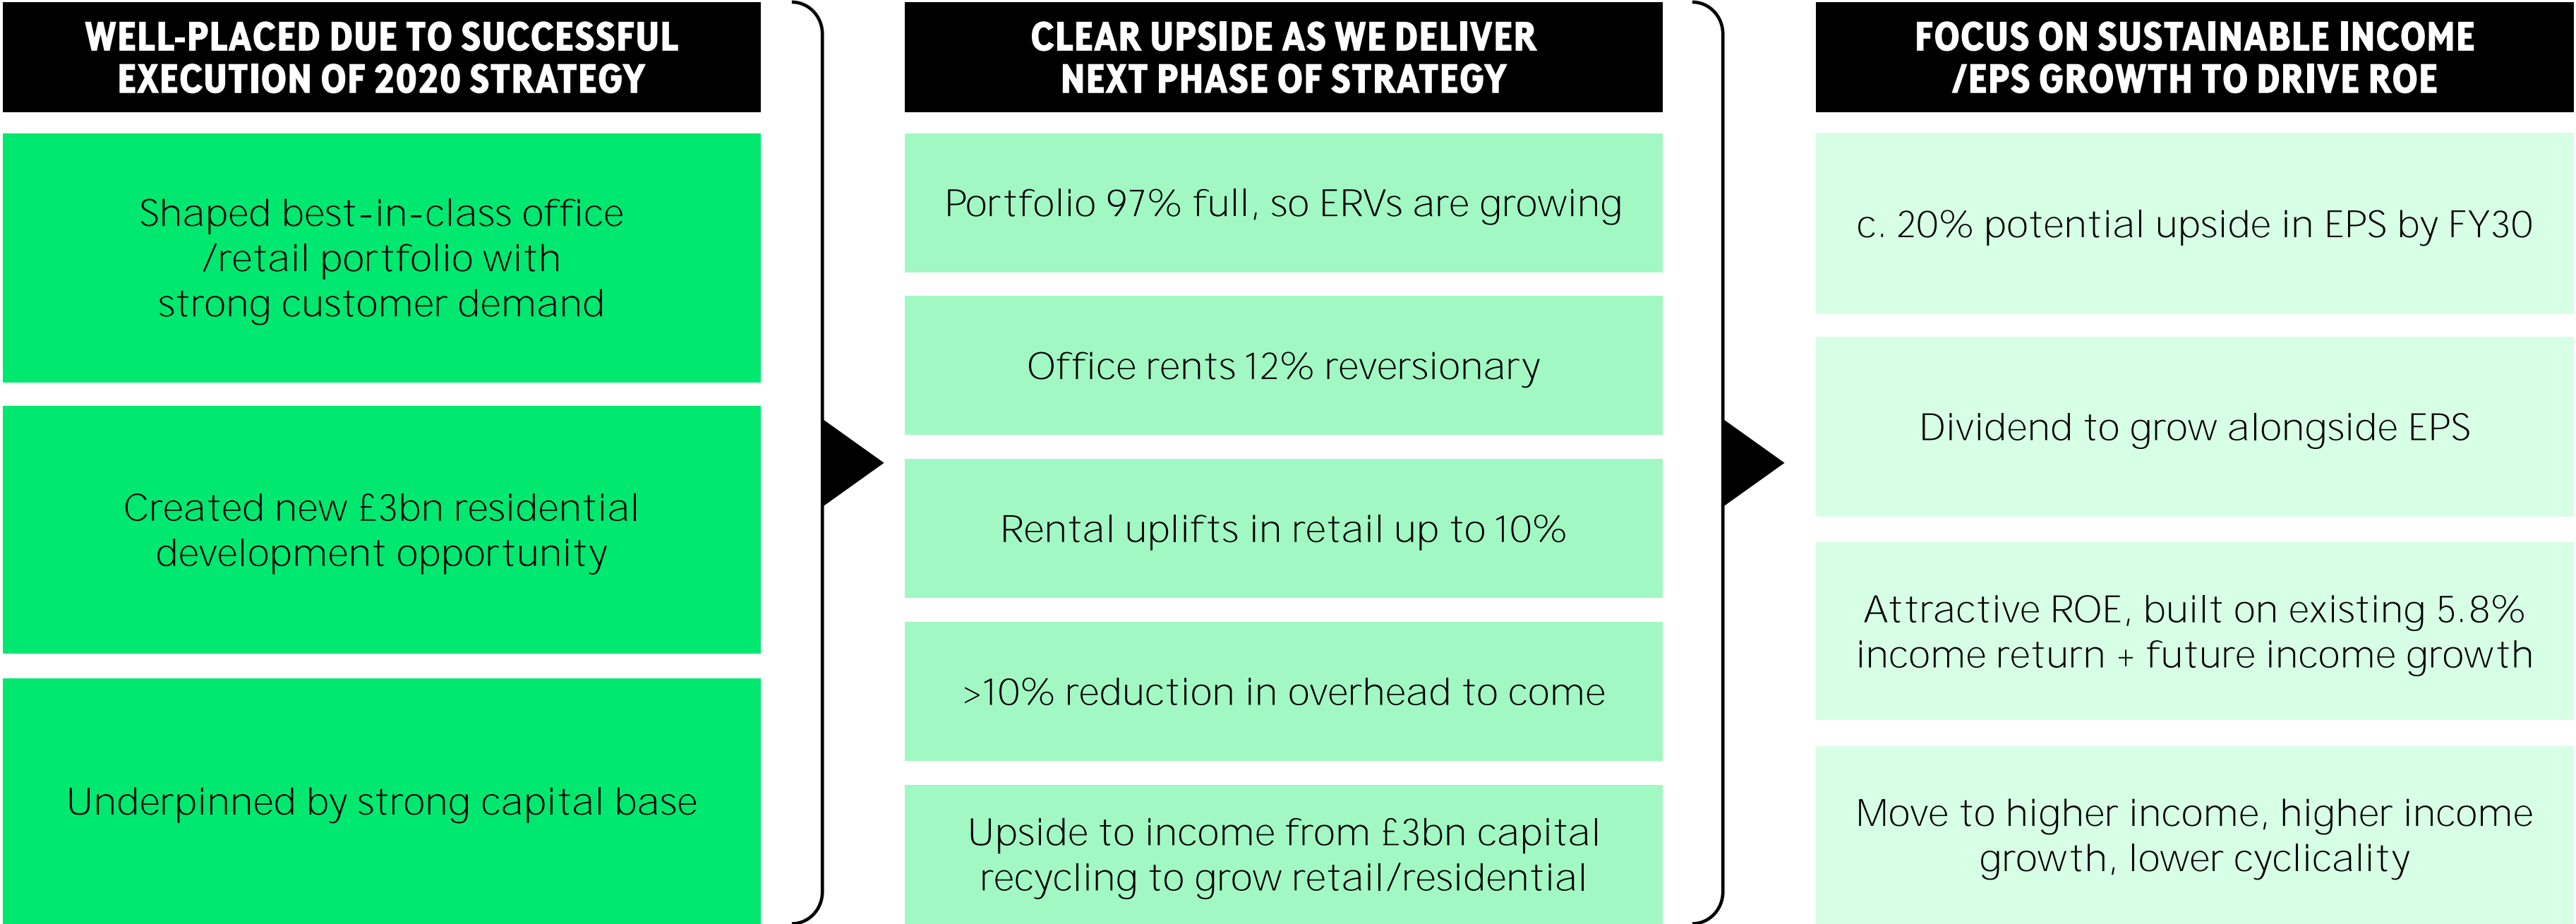 WELL-PLACED DUE TO SUCCESSFUL
EXECUTION OF 2020 STRATEGY
Shaped best-in-class office
/retail portfolio with
strong customer demand
Created new £3bn residential
development opportunity
Underpinned by strong capital base
CLEAR UPSIDE AS WE DELIVER
NEXT PHASE OF STRATEGY
Portfolio 97% full, so ERVs are growing
Office rents 12% reversionary
Rental uplifts in retail up to 10%
>10% reduction in overhead to come
Upside to income from £3bn capital
recycling to grow retail/residential
FOCUS ON SUSTAINABLE INCOME
/EPS GROWTH TO DRIVE ROE
c. 20% potential upside in EPS by FY30
Dividend to grow alongside EPS
Attractive ROE, built on existing 5.8%
income return + future income growth
Move to higher income, higher income
growth, lower cyclicality